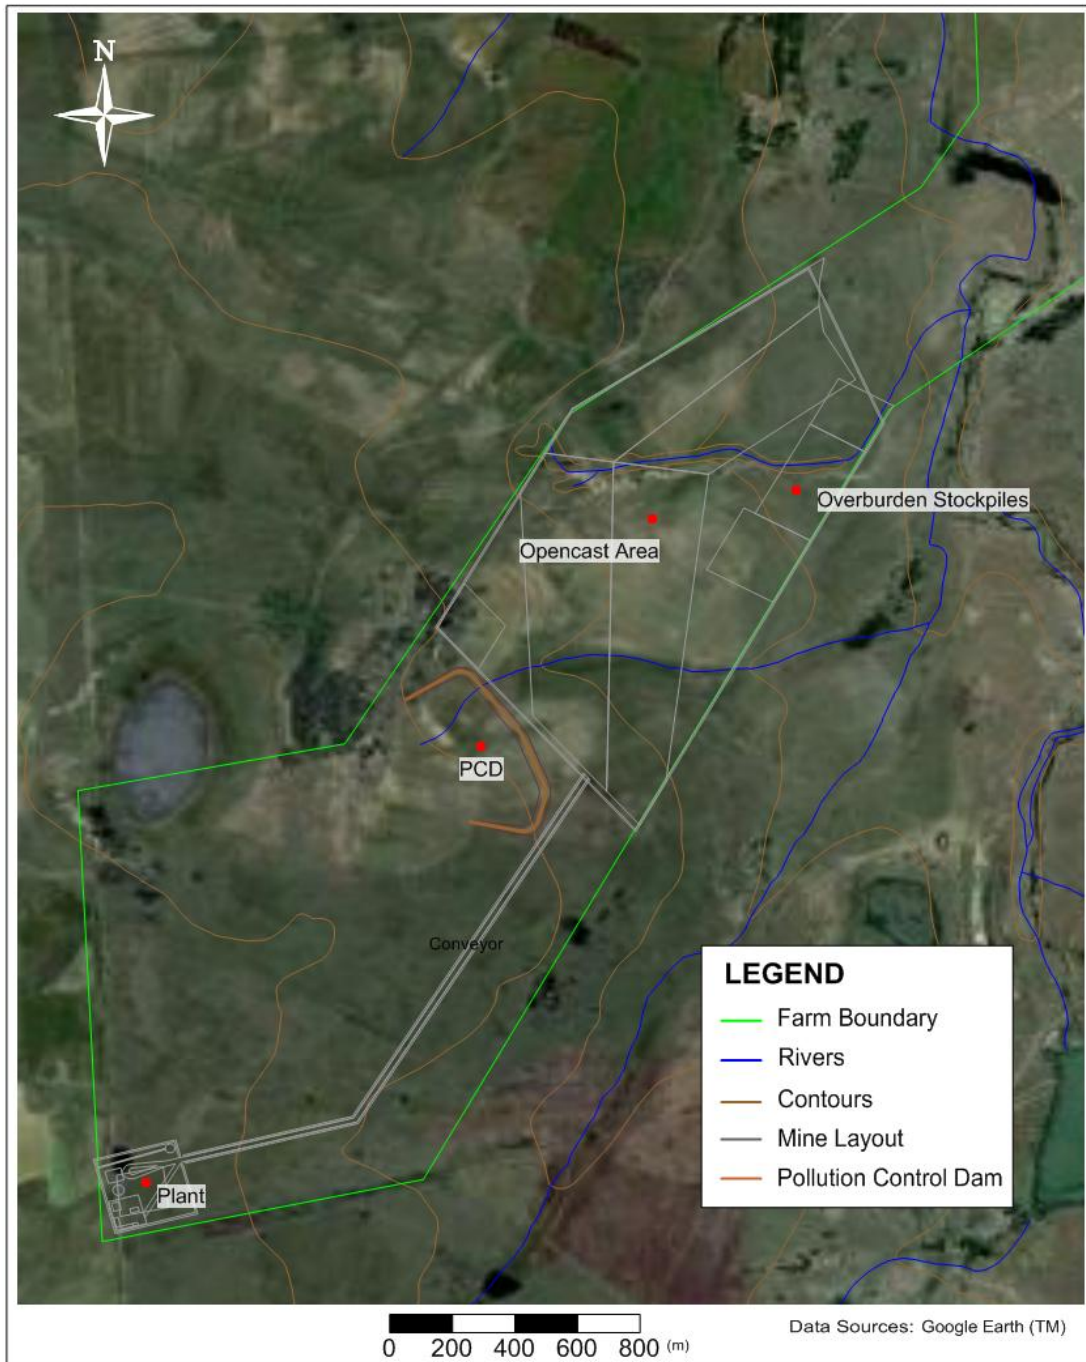 N
Overburden Stockpiles
Opencast Area
PCD
Conveyor
Plant
LEGEND
Farm Boundary
Rivers
Contours
Mine Layout
Pollution Control Dam
0 200 400 600 800 (m)
Data Sources: Google Earth (TM)